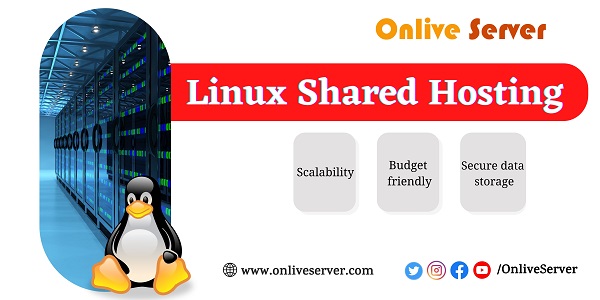 Onlive Server
Linux Shared Hosting
Scalability
Budget
friendly
Secure data
storage
www.onliveserver.com
/OnliveServer